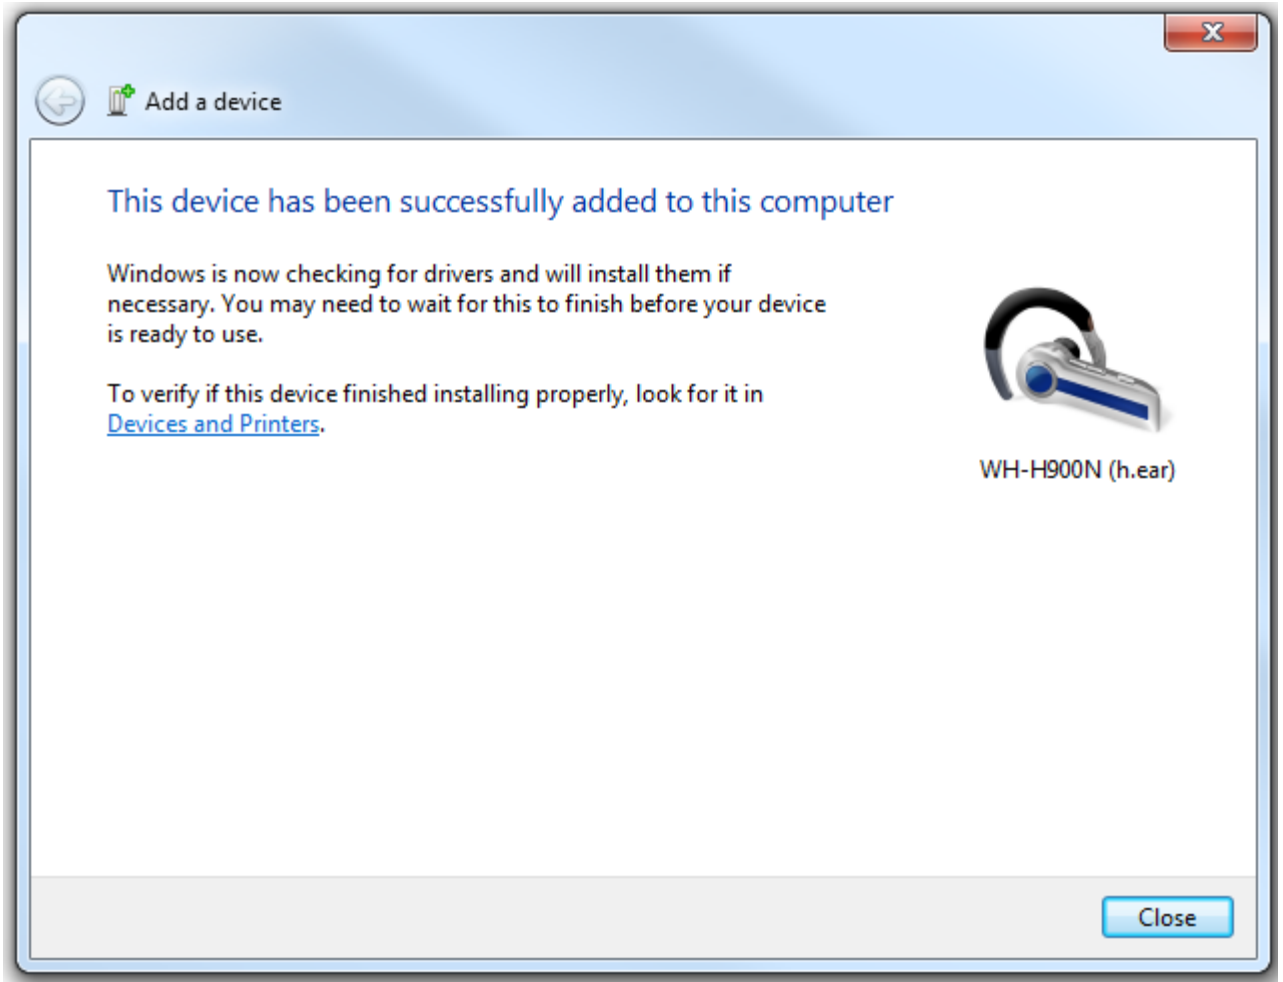 Add a device
This device has been successfully added to this computer
Windows is now checking for drivers and will install them if
necessary. You may need to wait for this to finish before your device
is ready to use.
To verify if this device finished installing properly, look for it in
Devices and Printers.
WH-H900N (h.ear)
Close